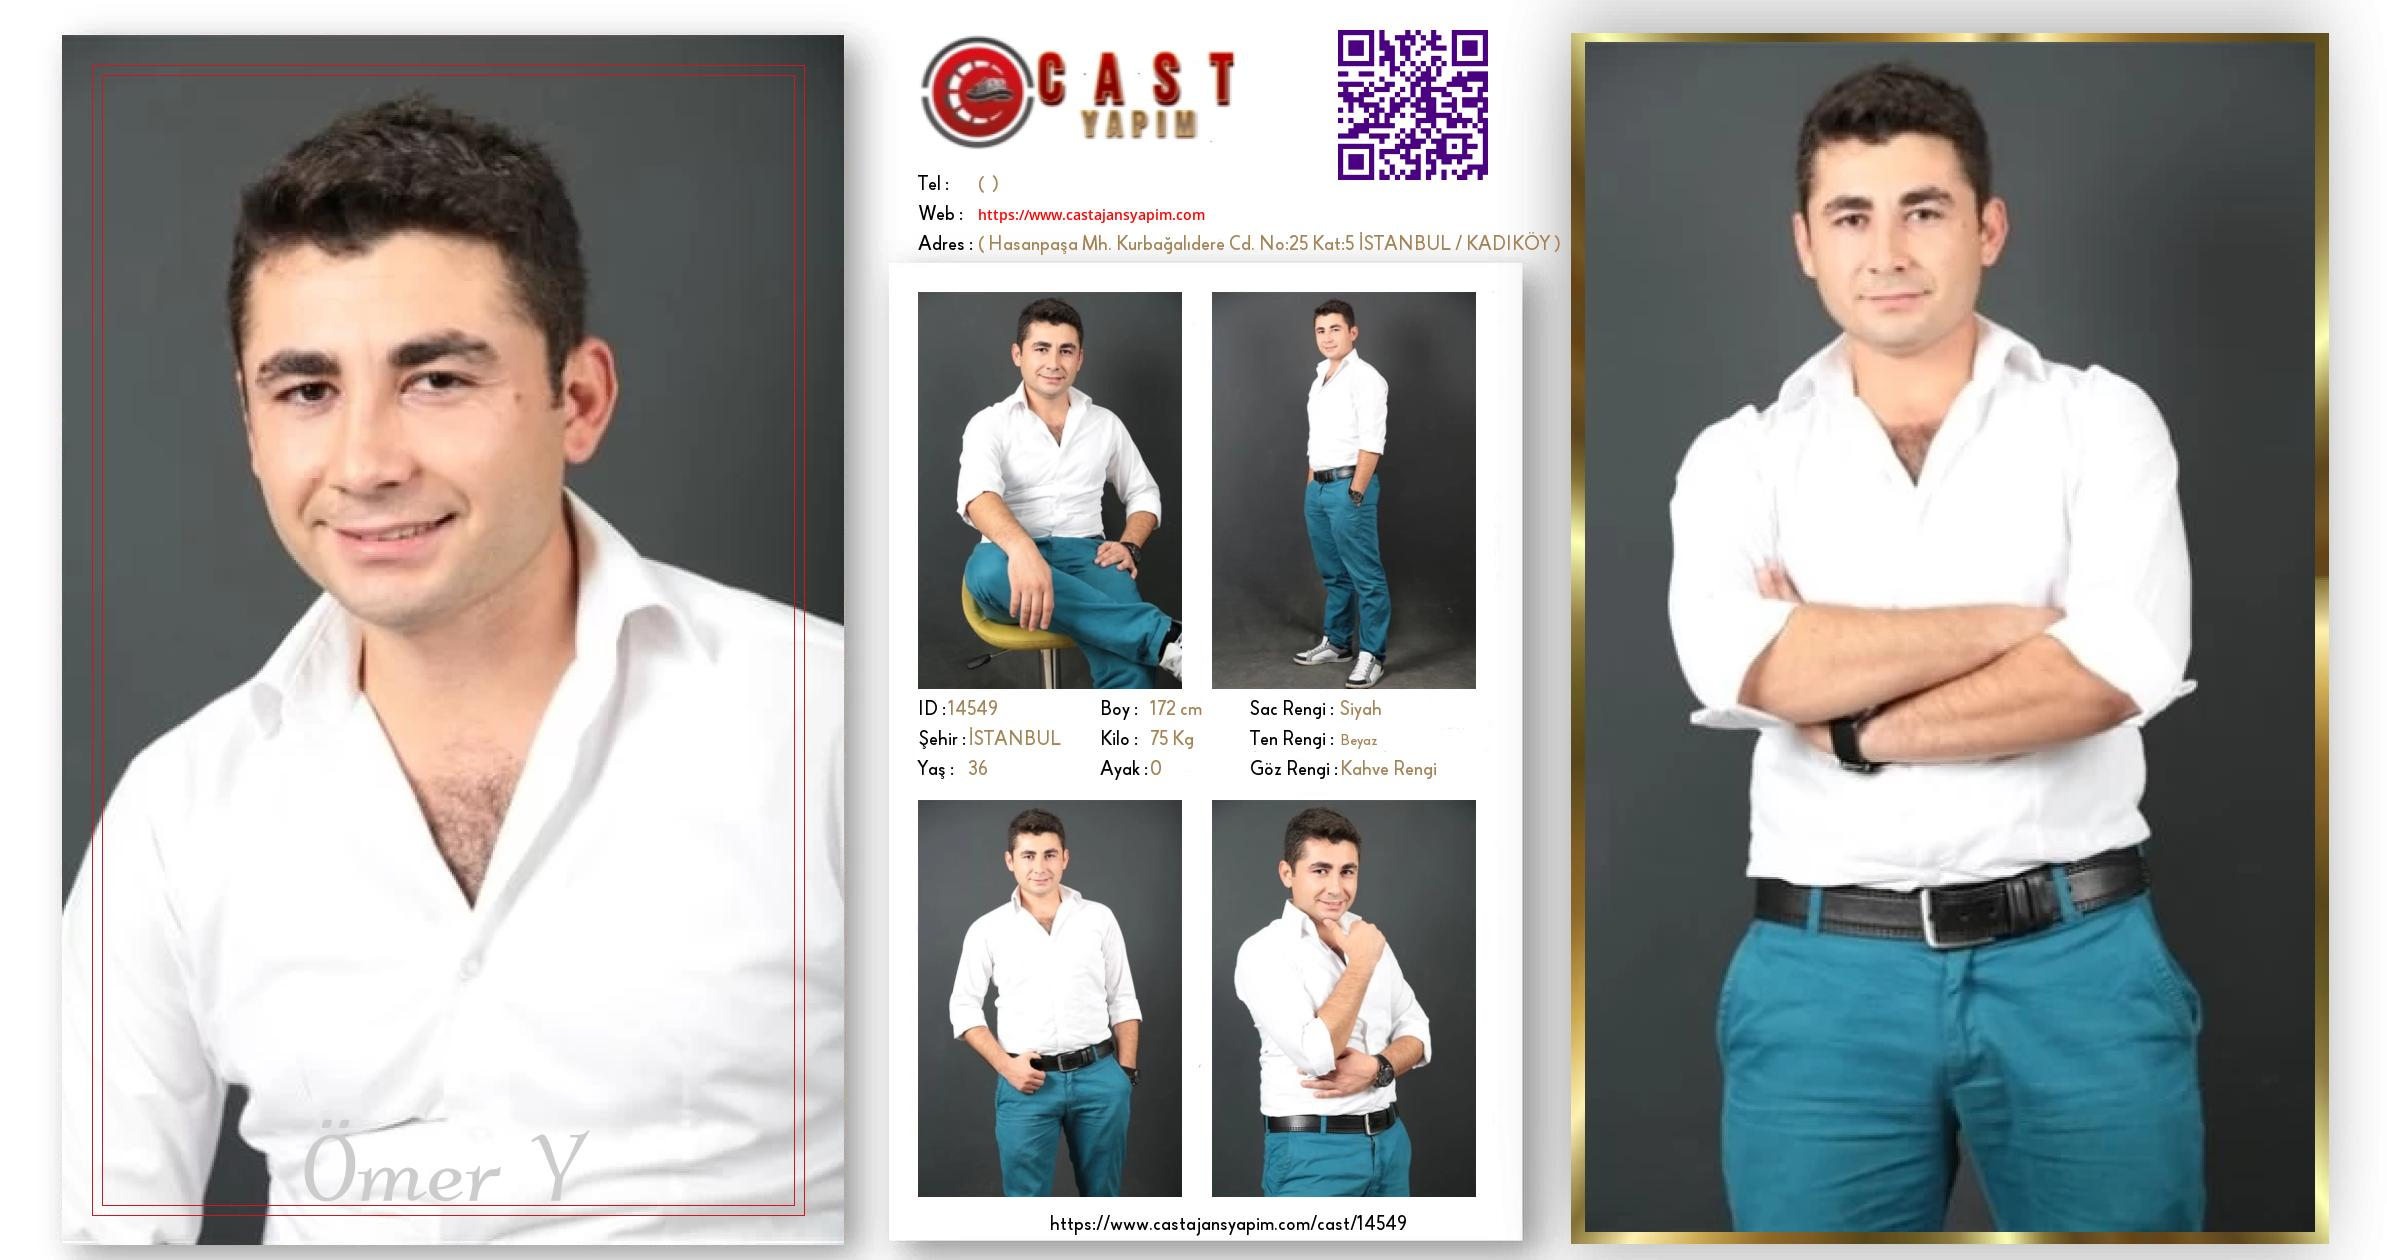 CAST
YAPIM
Tel : ( )
Web : https://www.castajansyapim.com
Adres : ( Hasanpaşa Mh. Kurbağalıdere Cd. No:25 Kat:5 İSTANBUL / KADIKÖY )
ID : 14549 Boy : 172 cm Sac Rengi : Siyah
Şehir : İSTANBUL Kilo : 75 Kg Ten Rengi : Beyaz
Yaş : 36 Ayak : 0 Göz Rengi : Kahve Rengi
Ömer Y
https://www.castajansyapim.com/cast/14549